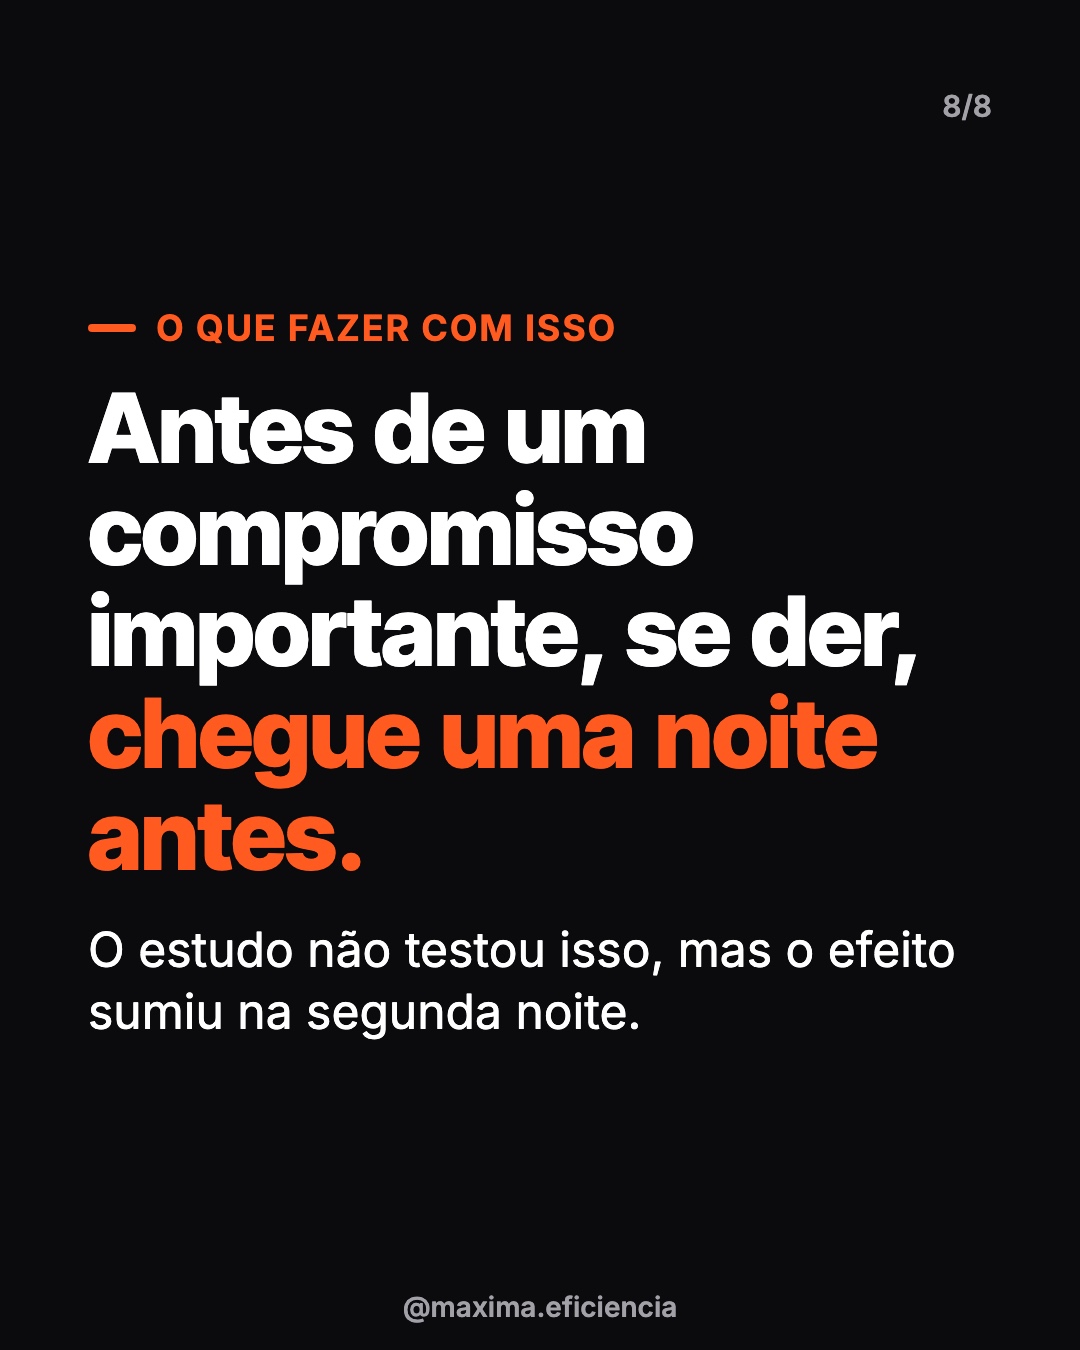 8/8
O QUE FAZER COM ISSO
Antes de um
compromisso
importante, se der,
chegue uma noite
antes.
O estudo não testou isso, mas o efeito
sumiu na segunda noite.
@maxima.eficiencia